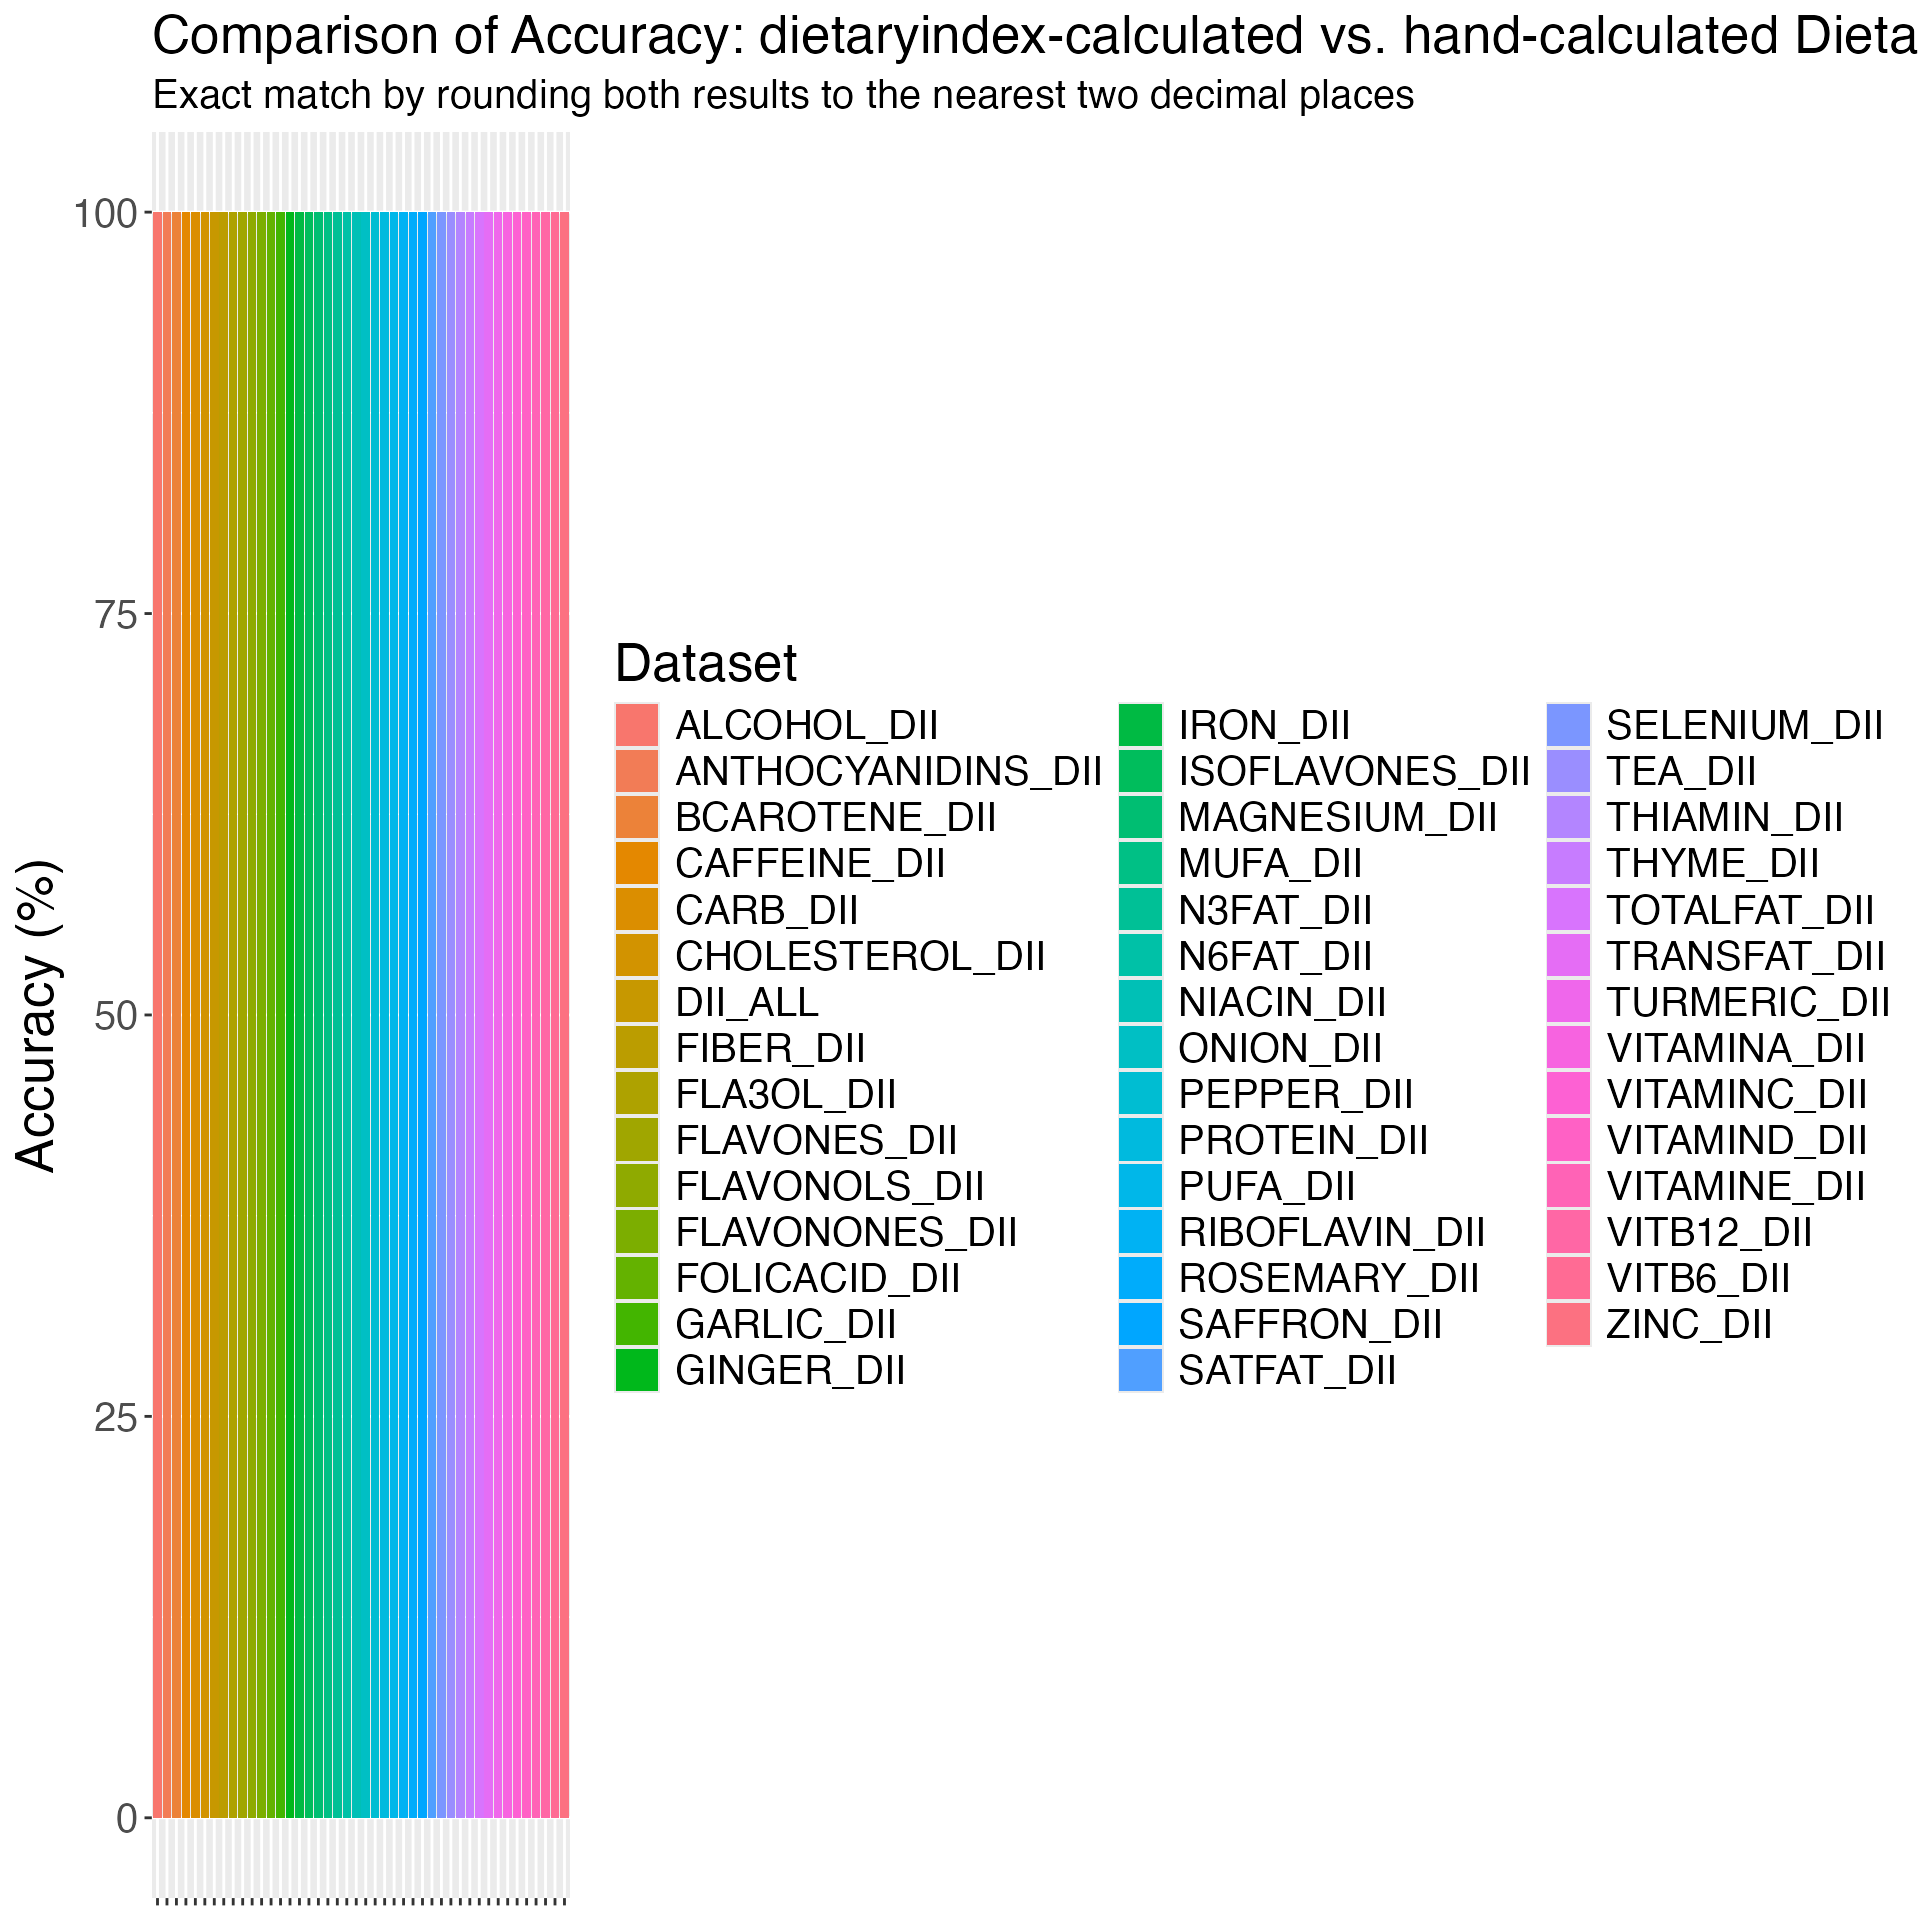 Comparison of Accuracy: dietaryindex-calculated vs. hand-calculated Dieta
Exact match by rounding both results to the nearest two decimal places
100
75
50
25
0
Accuracy (%)
Dataset
ALCOHOL_DII
ANTHOCYANIDINS_DII
BCAROTENE_DII
CAFFEINE_DII
CARB_DII
CHOLESTEROL_DII
DII_ALL
FIBER_DII
FLA3OL_DII
FLAVONES_DII
FLAVONOLS_DII
FLAVONONES_DII
FOLICACID_DII
GARLIC_DII
GINGER_DII
IRON_DII
ISOFLAVONES_DII
MAGNESIUM_DII
MUFA_DII
N3FAT_DII
N6FAT_DII
NIACIN_DII
ONION_DII
PEPPER_DII
PROTEIN_DII
PUFA_DII
RIBOFLAVIN_DII
ROSEMARY_DII
SAFFRON_DII
SATFAT_DII
SELENIUM_DII
TEA_DII
THIAMIN_DII
THYME_DII
TOTALFAT_DII
TRANSFAT_DII
TURMERIC_DII
VITAMINA_DII
VITAMINC_DII
VITAMIND_DII
VITAMINE_DII
VITB12_DII
VITB6_DII
ZINC_DII